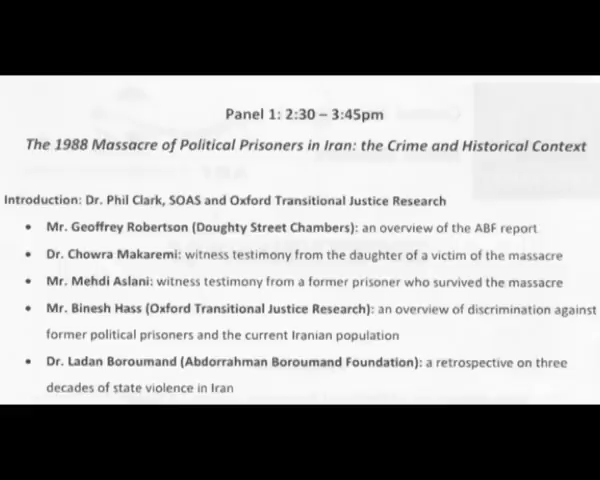 Panel 1: 2:30 – 3:45pm
The 1988 Massacre of Political Prisoners in Iran: the Crime and Historical Context
Introduction: Dr. Phil Clark, SOAS and Oxford Transitional Justice Research
• Mr. Geoffrey Robertson (Doughty Street Chambers): an overview of the ABF report
• Dr. Chowra Makaremi: witness testimony from the daughter of a victim of the massacre
• Mr. Mehdi Aslani: witness testimony from a former prisoner who survived the massacre
• Mr. Binesh Hass (Oxford Transitional Justice Research): an overview of discrimination against
former political prisoners and the current Iranian population
• Dr. Ladan Boroumand (Abdorrahman Boroumand Foundation): a retrospective on three
decades of state violence in Iran